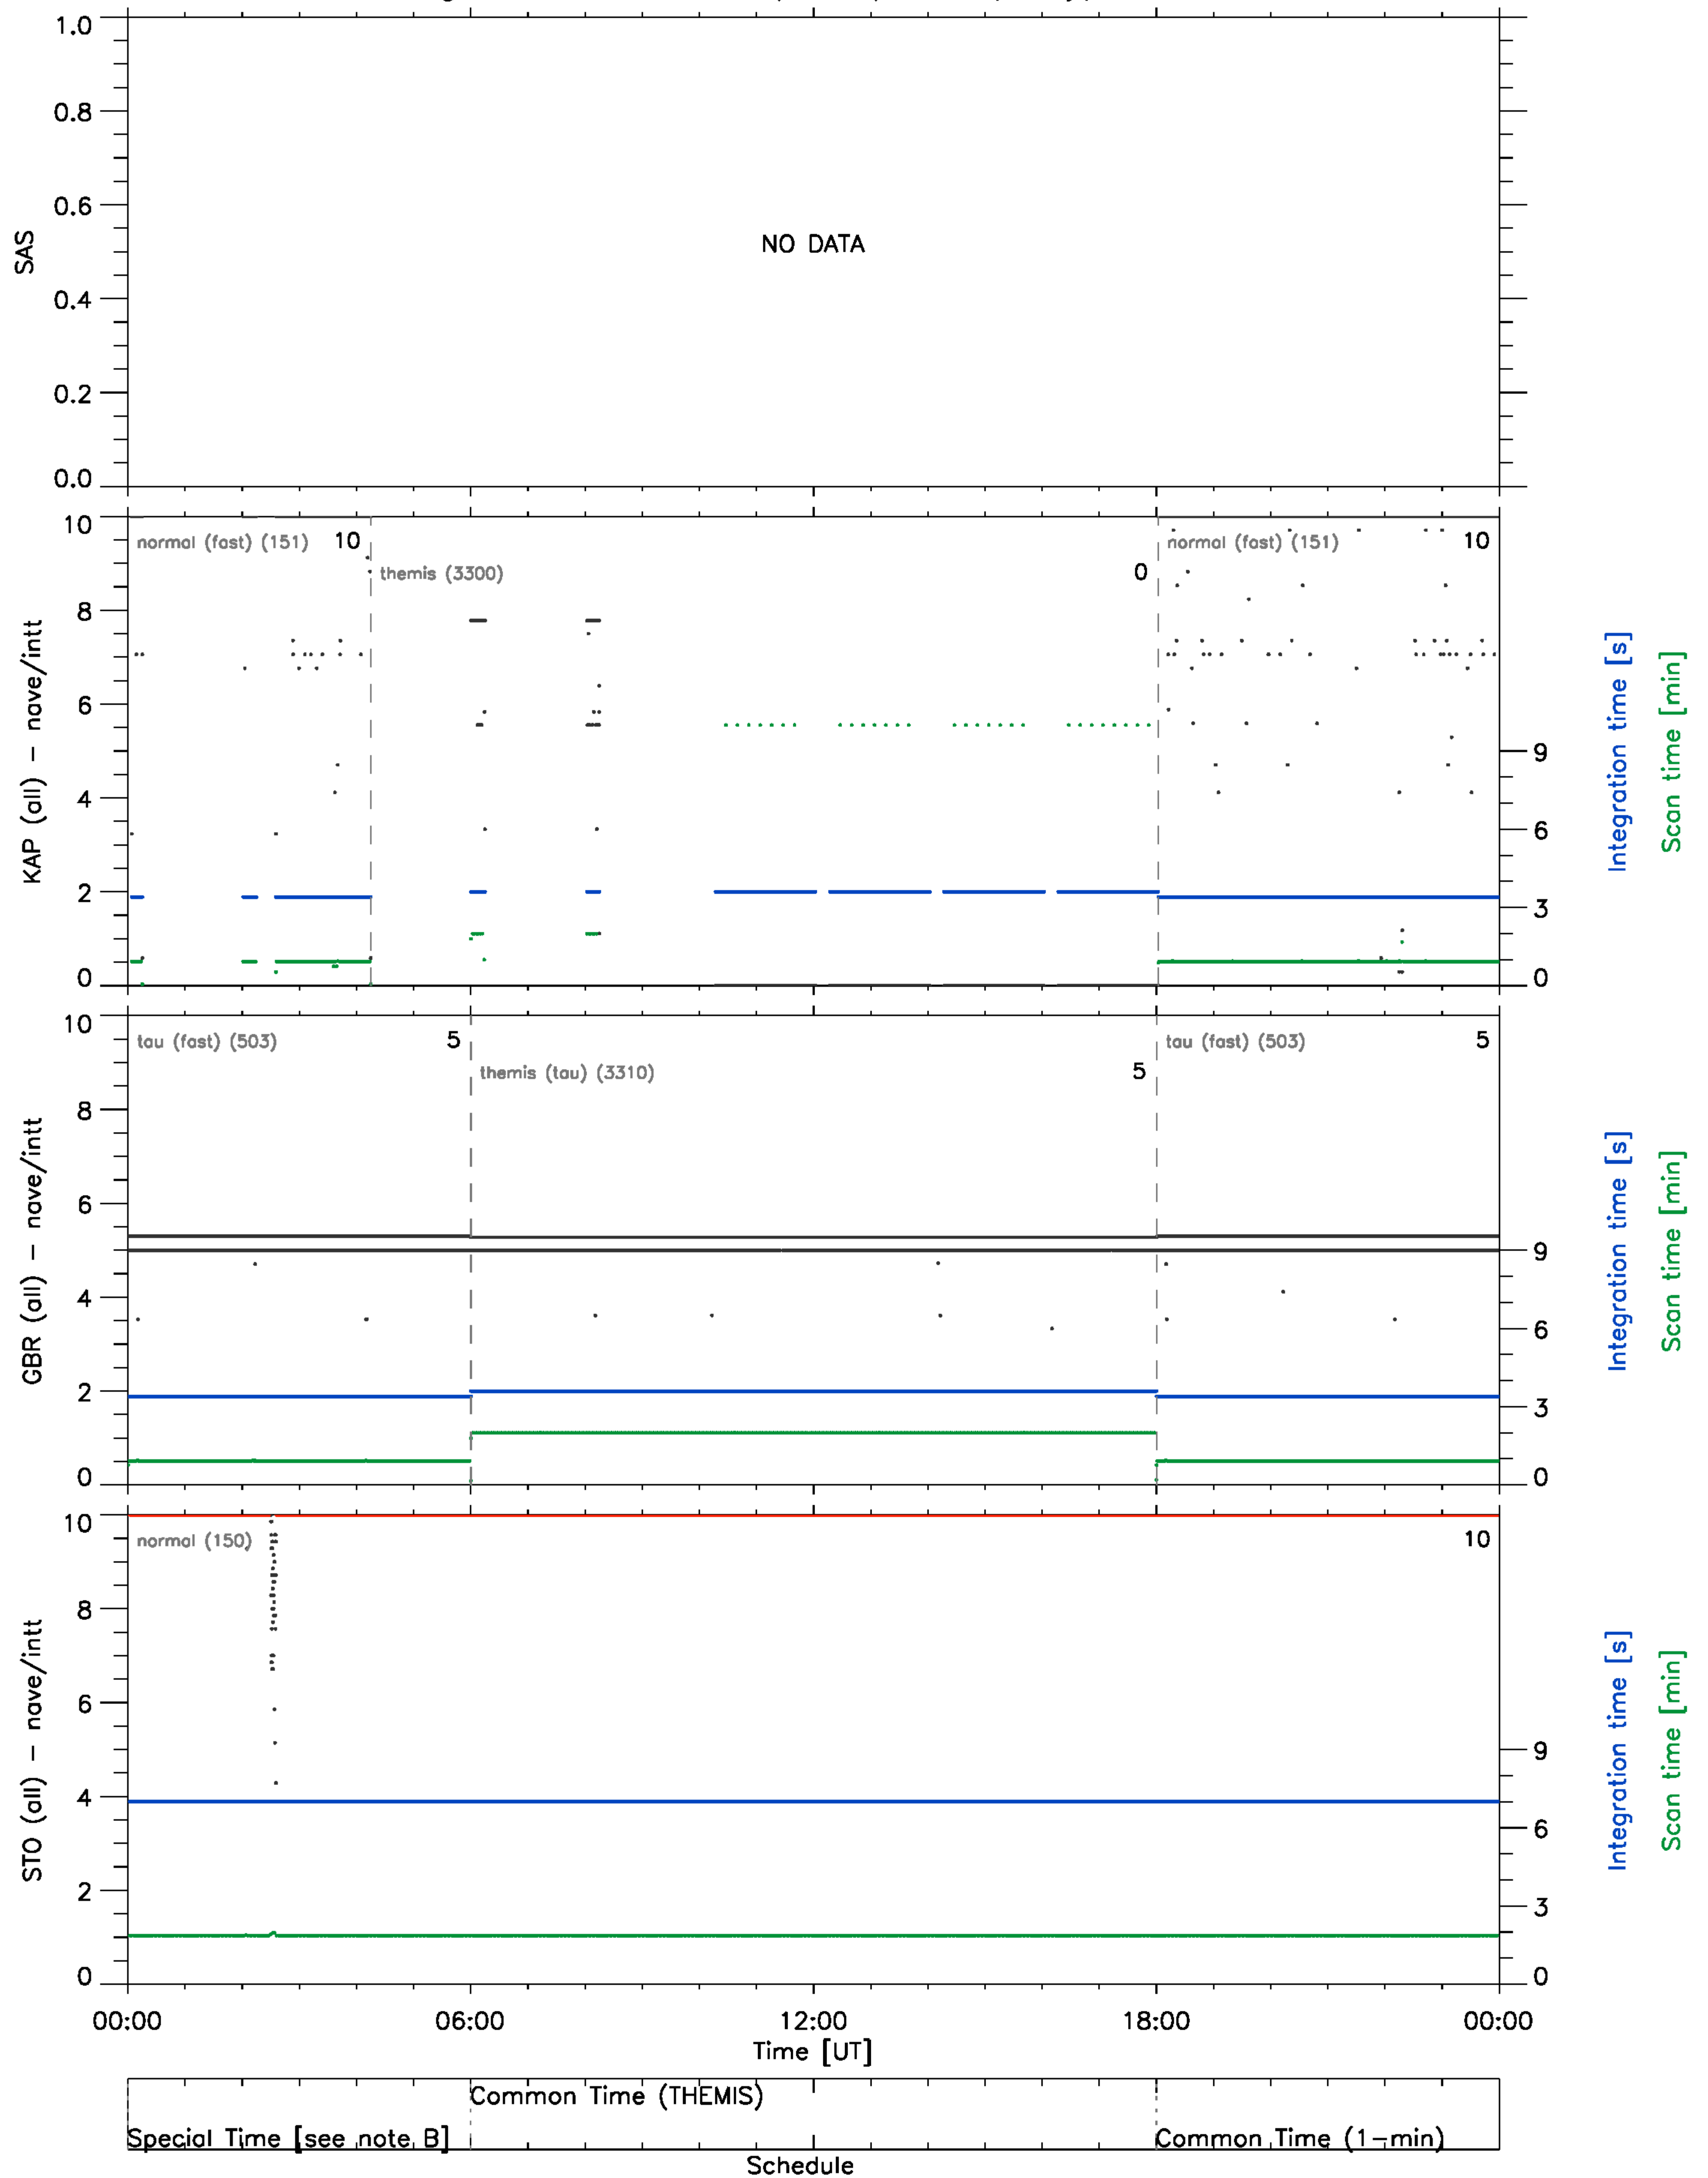 1.0
0.8
0.6
0.4
0.2
0.0
SAS
NO DATA
10
8
6
4
2
0
KAP (all) − nave/intt
normal (fast) (151)
10
themis (3300)
0
normal (fast) (151)
10
9
6
3
0
Integration time [s]
Scan time [min]
10
8
6
4
2
0
GBR (all) − nave/intt
tau (fast) (503)
5
themis (tau) (3310)
5
tau (fast) (503)
5
9
6
3
0
Integration time [s]
Scan time [min]
10
8
6
4
2
0
STO (all) − nave/intt
normal (150)
10
9
6
3
0
Integration time [s]
Scan time [min]
00:00 06:00 12:00 18:00 00:00
Time [UT]
Common Time (THEMIS)
Special Time [see note B]
Common Time (1−min)
Schedule